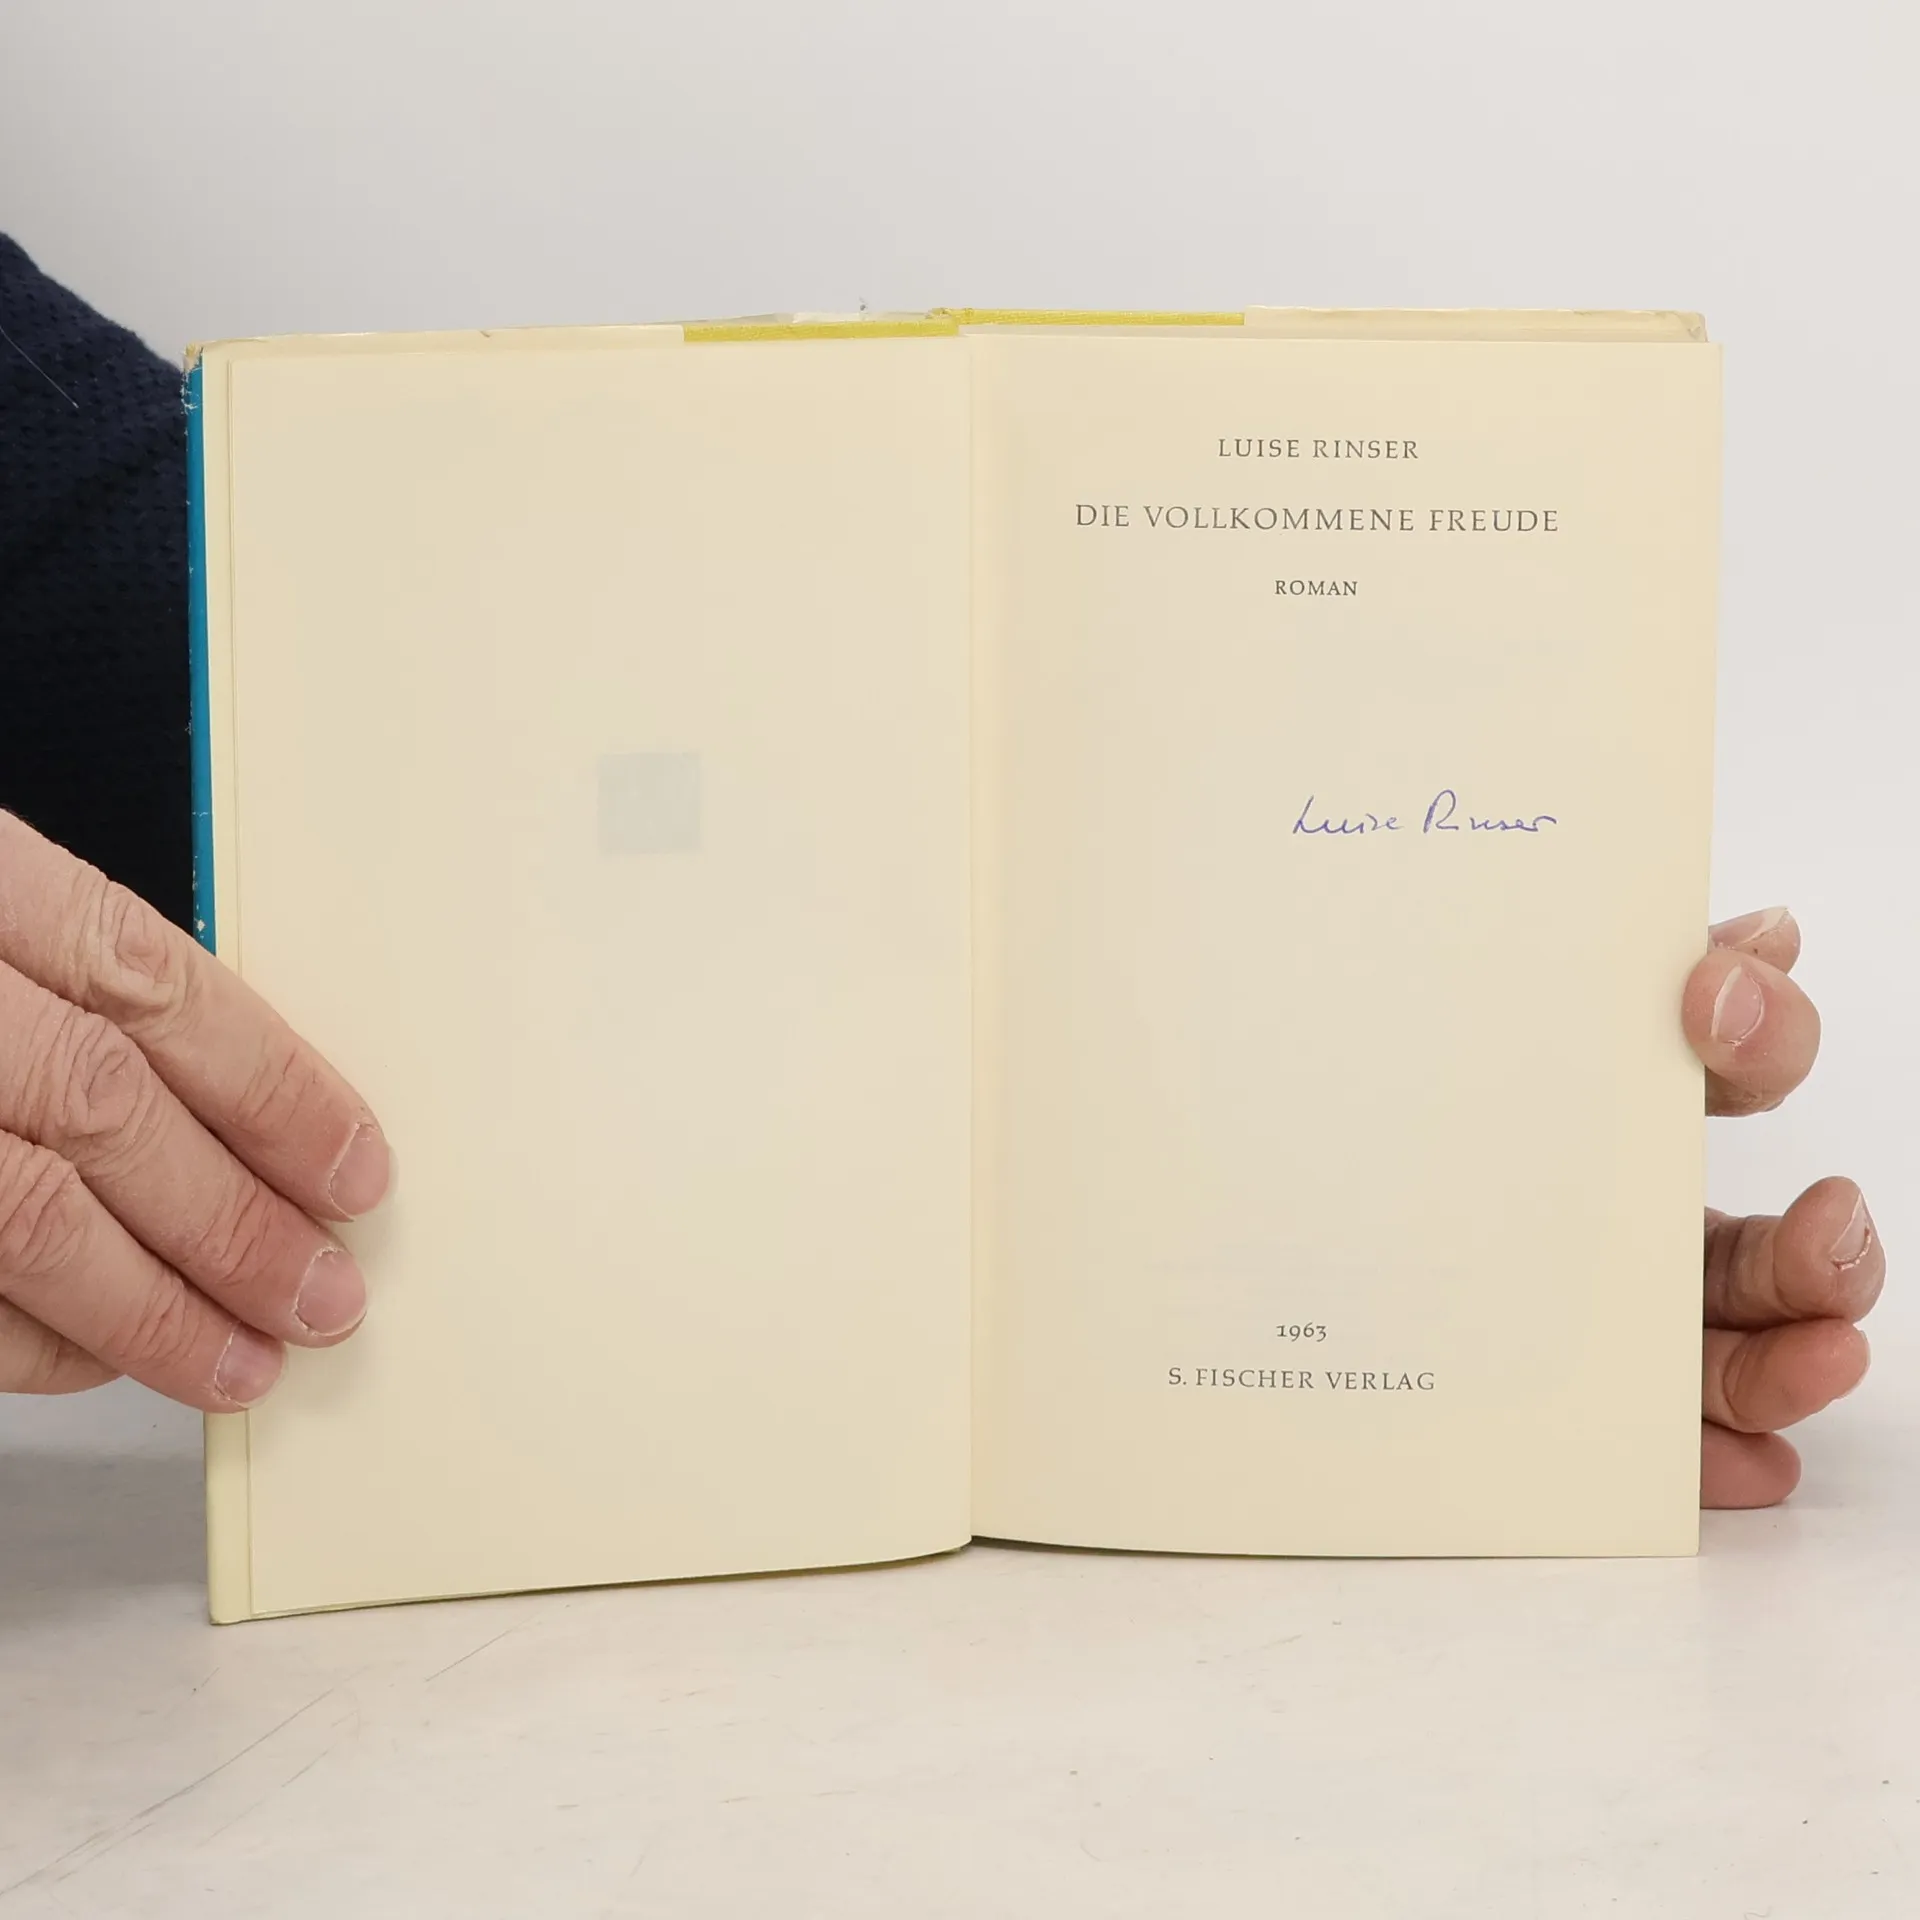 LUISE RINSER
DIE VOLLKOMMENE FREUDE
ROMAN
Luise Rinser
1963
S. FISCHER VERLAG